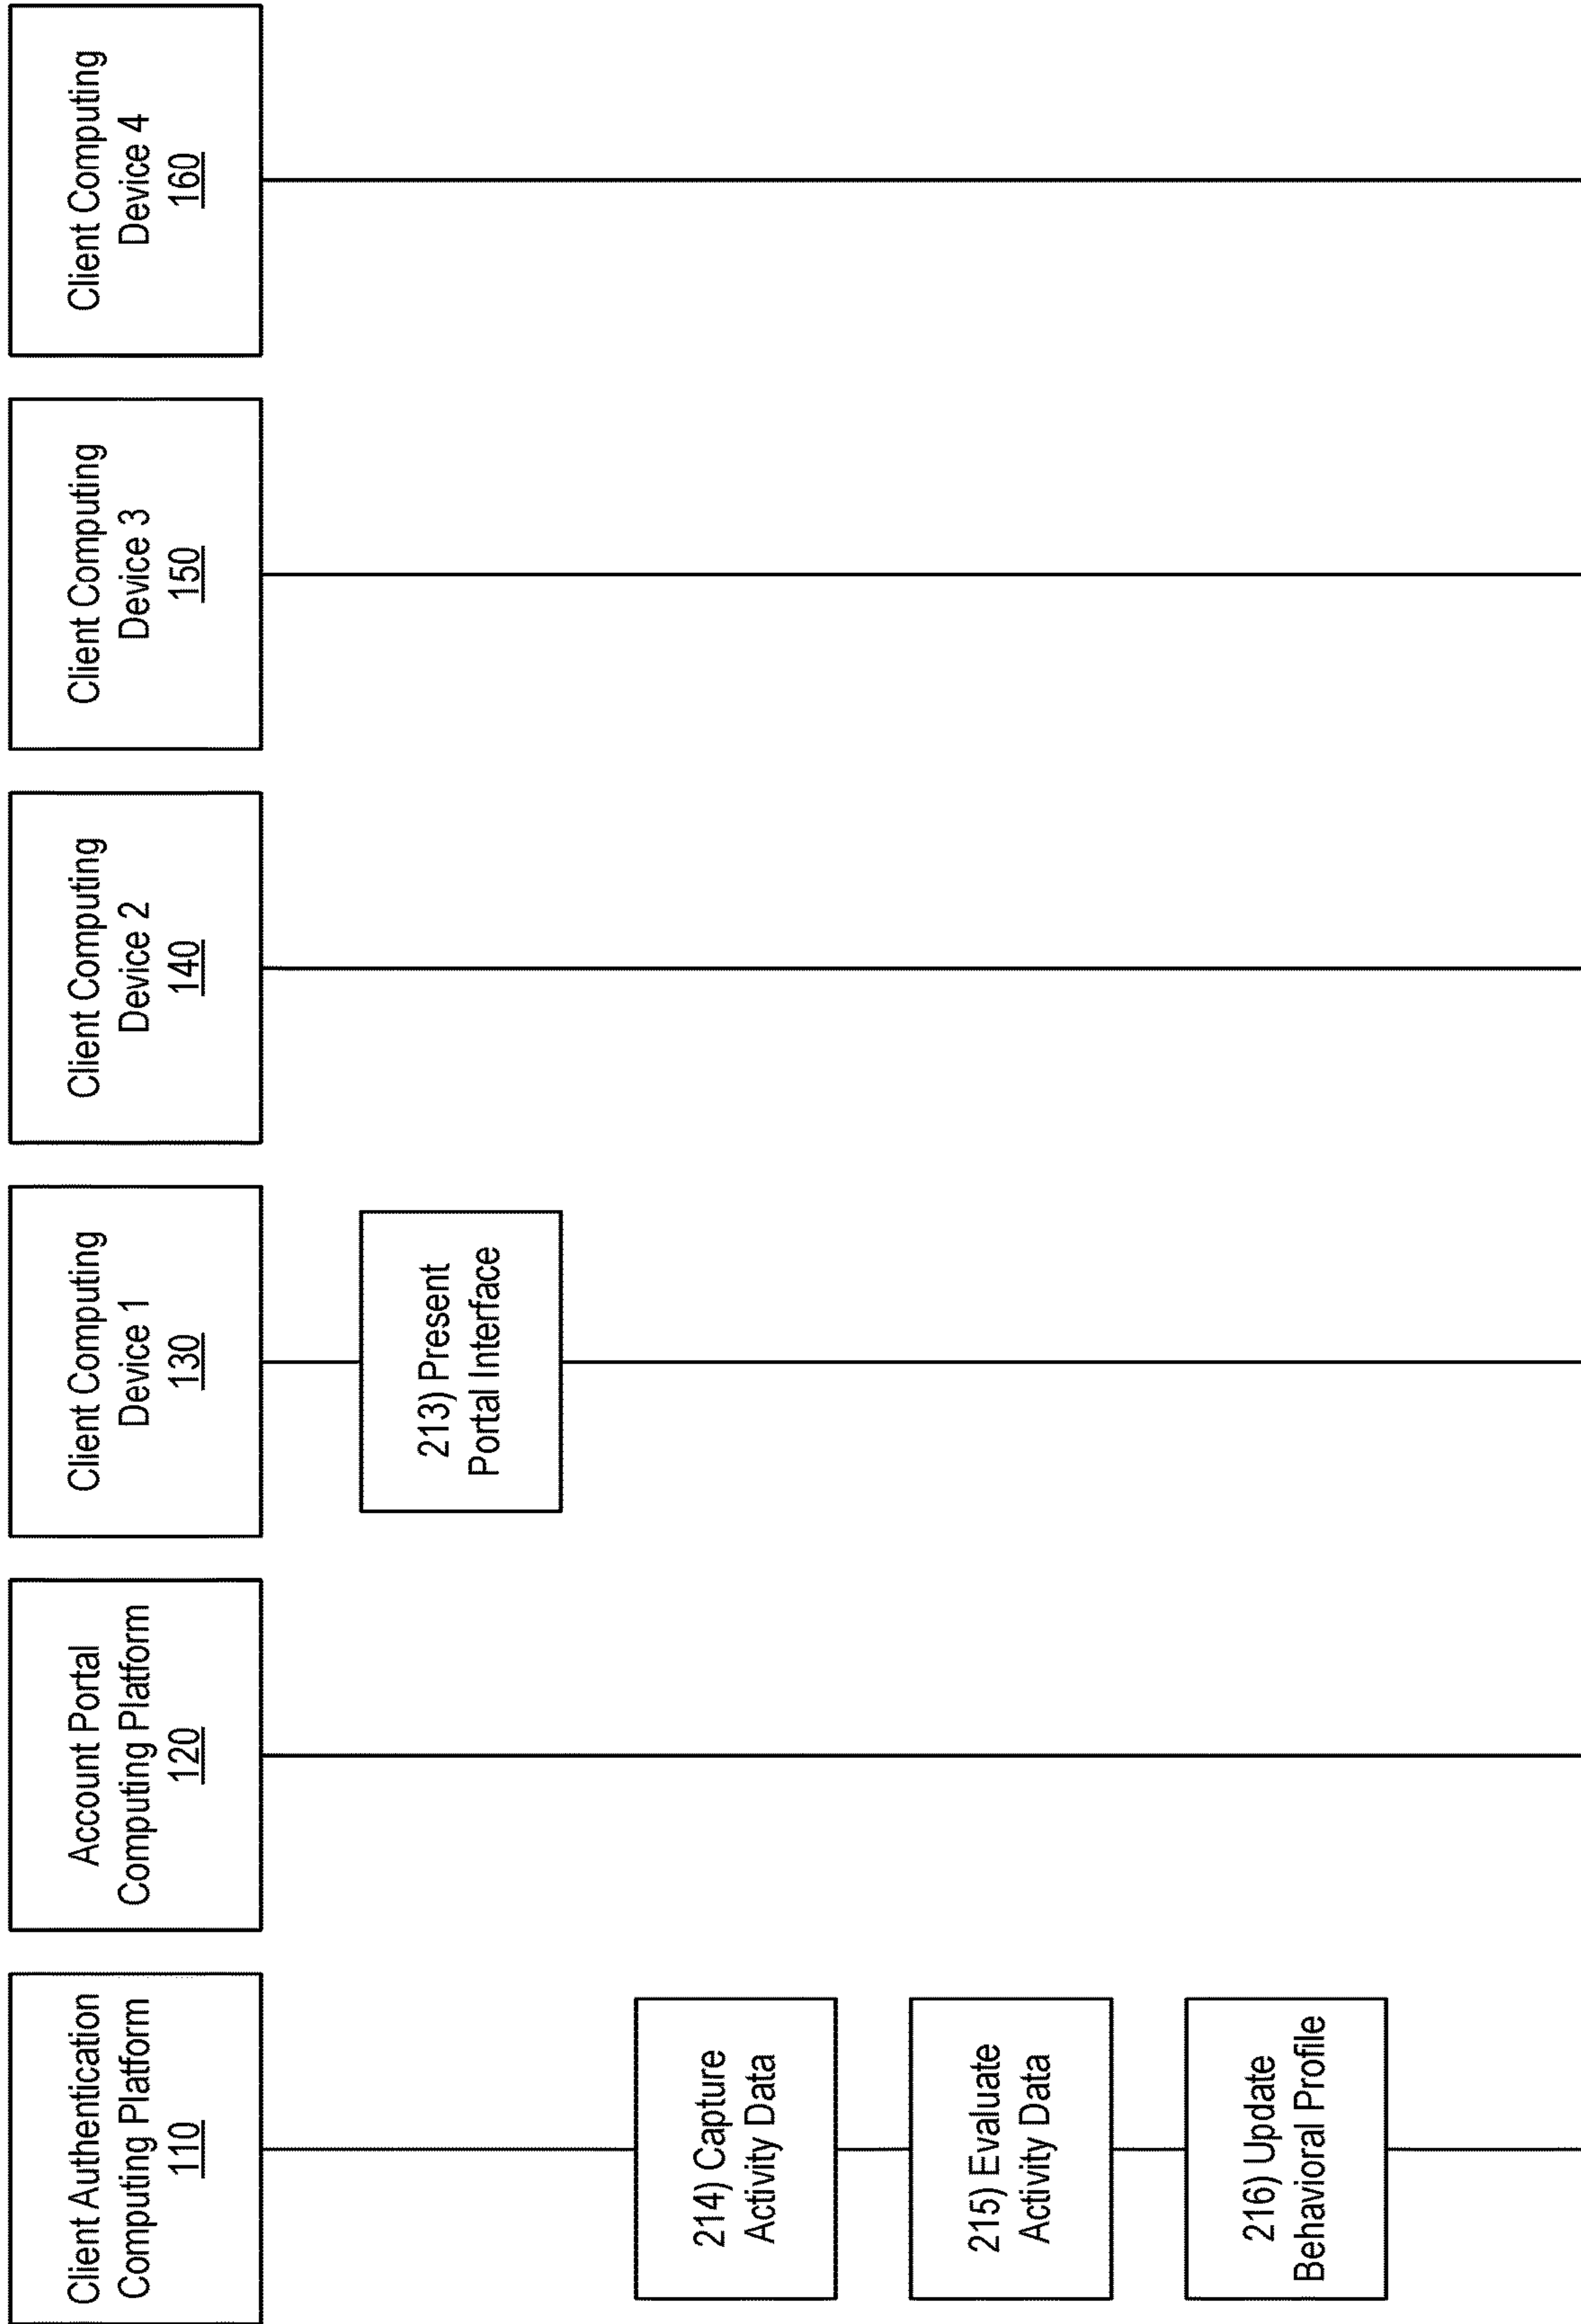 Client Authentication
Computing Platform
110
Account Portal
Computing Platform
120
Client Computing
Device 1
130
Client Computing
Device 2
140
Client Computing
Device 3
150
Client Computing
Device 4
160
213) Present
Portal Interface
214) Capture
Activity Data
215) Evaluate
Activity Data
216) Update
Behavioral Profile